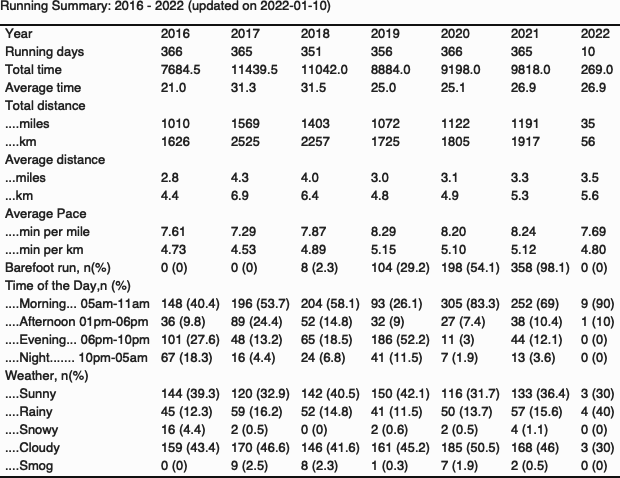 Running Summary: 2016 - 2022 (updated on 2022-01-10)
Year 2016 2017 2018 2019 2020 2021 2022
Running days 366 365 351 356 366 365 10
Total time 7684.5 11439.5 11042.0 8884.0 9198.0 9818.0 269.0
Average time 21.0 31.3 31.5 25.0 25.1 26.9 26.9
Total distance
....miles 1010 1569 1403 1072 1122 1191 35
....km 1626 2525 2257 1725 1805 1917 56
Average distance
...miles 2.8 4.3 4.0 3.0 3.1 3.3 3.5
...km 4.4 6.9 6.4 4.8 4.9 5.3 5.6
Average Pace
....min per mile 7.61 7.29 7.87 8.29 8.20 8.24 7.69
....min per km 4.73 4.53 4.89 5.15 5.10 5.12 4.80
Barefoot run, n(%) 0 (0) 0 (0) 8 (2.3) 104 (29.2) 198 (54.1) 358 (98.1) 0 (0)
Time of the Day,n (%)
....Morning... 05am-11am 148 (40.4) 196 (53.7) 204 (58.1) 93 (26.1) 305 (83.3) 252 (69) 9 (90)
....Afternoon 01pm-06pm 36 (9.8) 89 (24.4) 52 (14.8) 32 (9) 27 (7.4) 38 (10.4) 1 (10)
....Evening... 06pm-10pm 101 (27.6) 48 (13.2) 65 (18.5) 186 (52.2) 11 (3) 44 (12.1) 0 (0)
....Night....... 10pm-05am 67 (18.3) 16 (4.4) 24 (6.8) 41 (11.5) 7 (1.9) 13 (3.6) 0 (0)
Weather, n(%)
....Sunny 144 (39.3) 120 (32.9) 142 (40.5) 150 (42.1) 116 (31.7) 133 (36.4) 3 (30)
....Rainy 45 (12.3) 59 (16.2) 52 (14.8) 41 (11.5) 50 (13.7) 57 (15.6) 4 (40)
....Snowy 16 (4.4) 2 (0.5) 0 (0) 2 (0.6) 2 (0.5) 4 (1.1) 0 (0)
....Cloudy 159 (43.4) 170 (46.6) 146 (41.6) 161 (45.2) 185 (50.5) 168 (46) 3 (30)
....Smog 0 (0) 9 (2.5) 8 (2.3) 1 (0.3) 7 (1.9) 2 (0.5) 0 (0)